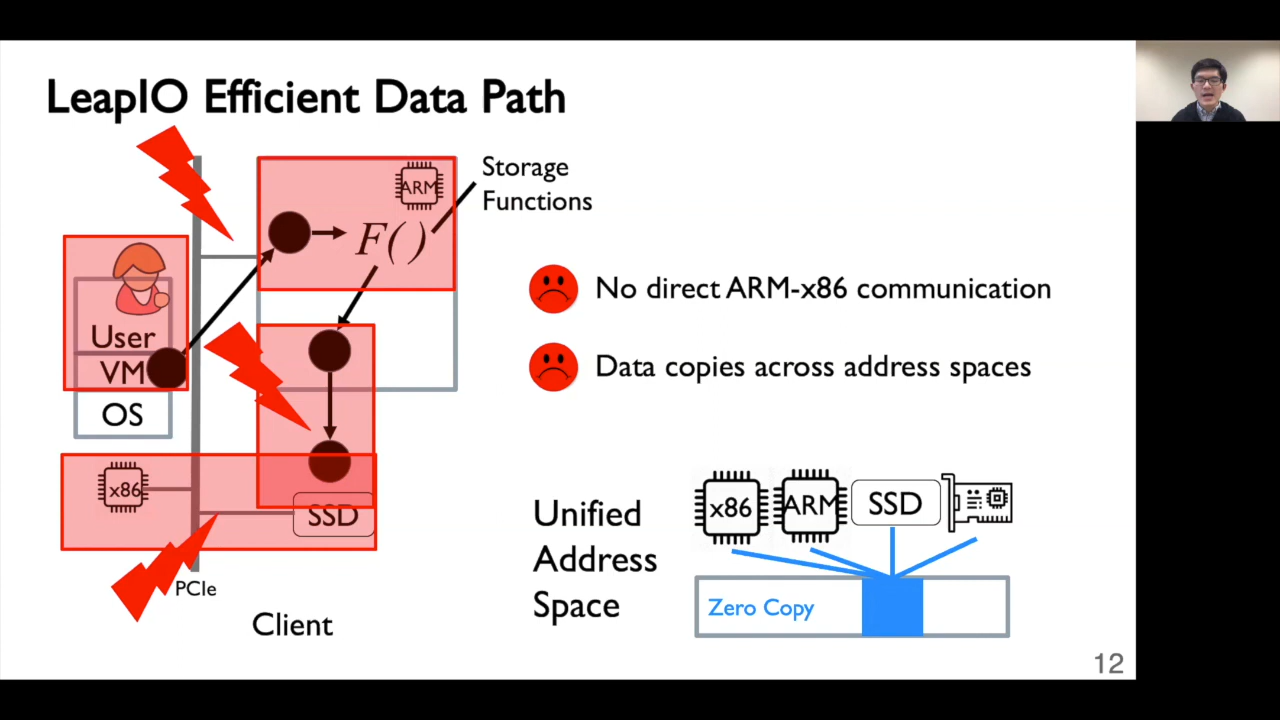 LeapIO Efficient Data Path
ARM
Storage
Functions
F()
User
VM
OS
x86
SSD
PCIe
Client
No direct ARM-x86 communication
Data copies across address spaces
Unified
Address
Space
x86
ARM
SSD
Zero Copy
12